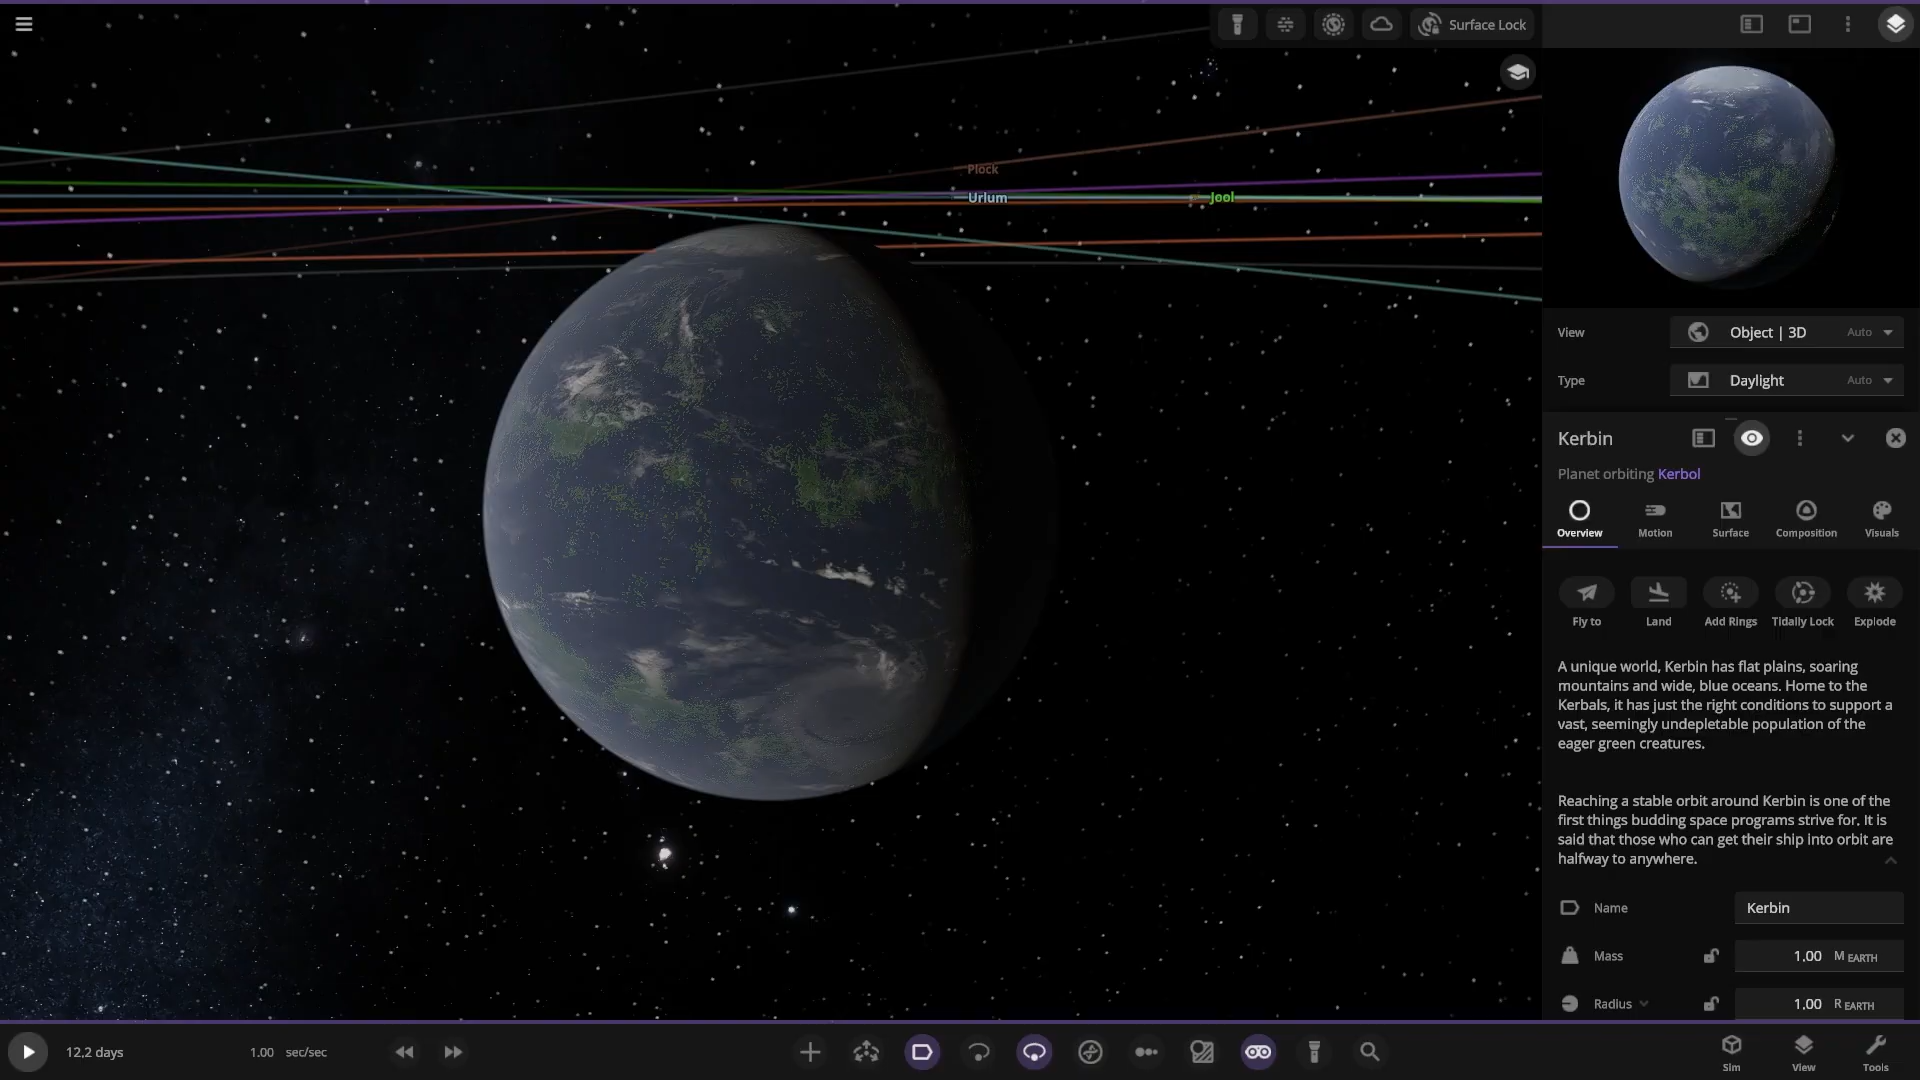 Surface Lock
Plock
Urlum
Jool
View
Object | 3D
Auto
Type
Daylight
Auto
Kerbin
Planet orbiting Kerbol
Overview
Motion
Surface
Composition
Visuals
Fly to
Land
Add Rings
Tidally Lock
Explode
A unique world, Kerbin has flat plains, soaring
mountains and wide, blue oceans. Home to the
Kerbals, it has just the right conditions to support a
vast, seemingly undepletable population of the
eager green creatures.
Reaching a stable orbit around Kerbin is one of the
first things budding space programs strive for. It is
said that those who can get their ship into orbit are
halfway to anywhere.
Name
Kerbin
Mass
1.00 M EARTH
Radius
1.00 R EARTH
12.2 days
1.00 sec/sec
Sim
View
Tools